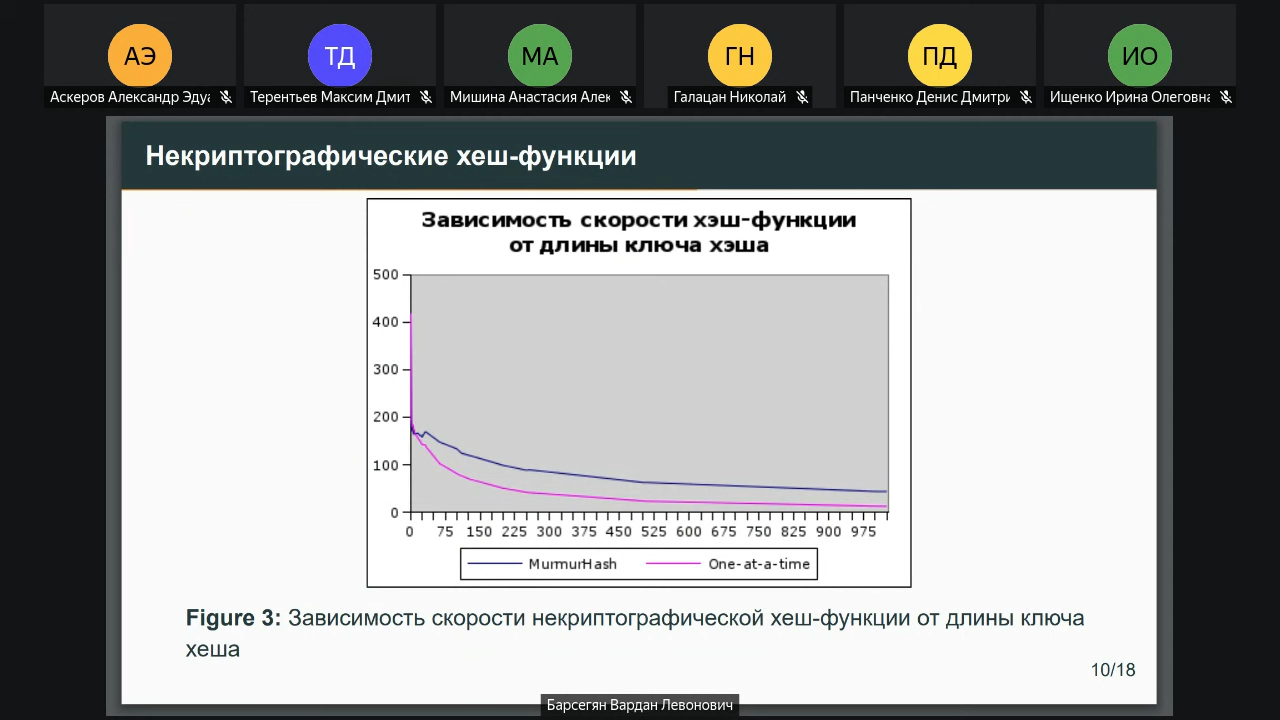 АЭ
ТД
МА
ГН
ПД
ИО
Аскеров Александр Эдуа
Терентьев Максим Дмит
Мишина Анастасия Алек
Галацан Николай
Панченко Денис Дмитри
Ищенко Ирина Олеговна
Некриптографические хеш-функции
Зависимость скорости хэш-функции
от длины ключа хэша
500
400
300
200
100
0
0 75 150 225 300 375 450 525 600 675 750 825 900 975
MurmurHash One-at-a-time
Figure 3: Зависимость скорости некриптографической хеш-функции от длины ключа
хеша
10/18
Барсегян Вардан Левонович